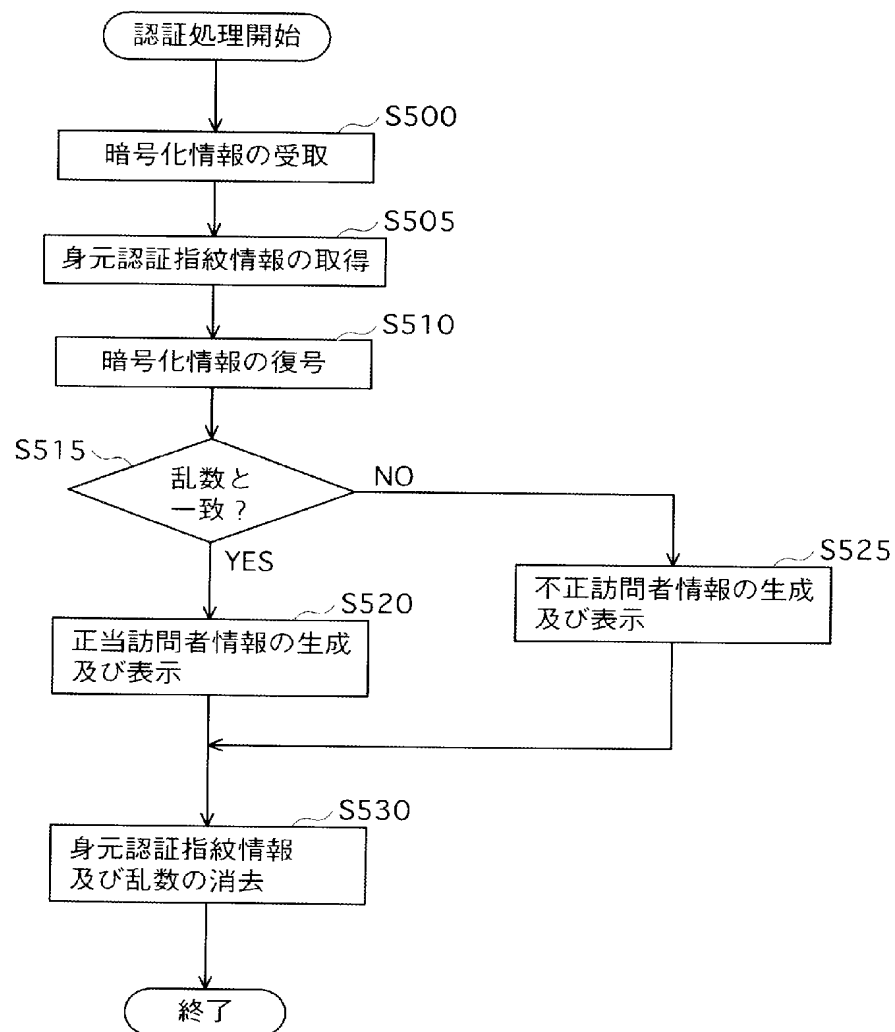 認証処理開始
S500
暗号化情報の受取
S505
身元認証指紋情報の取得
S510
暗号化情報の復号
S515
乱数と
一致？
NO
YES
S520
正当訪問者情報の生成
及び表示
S525
不正訪問者情報の生成
及び表示
S530
身元認証指紋情報
及び乱数の消去
終了